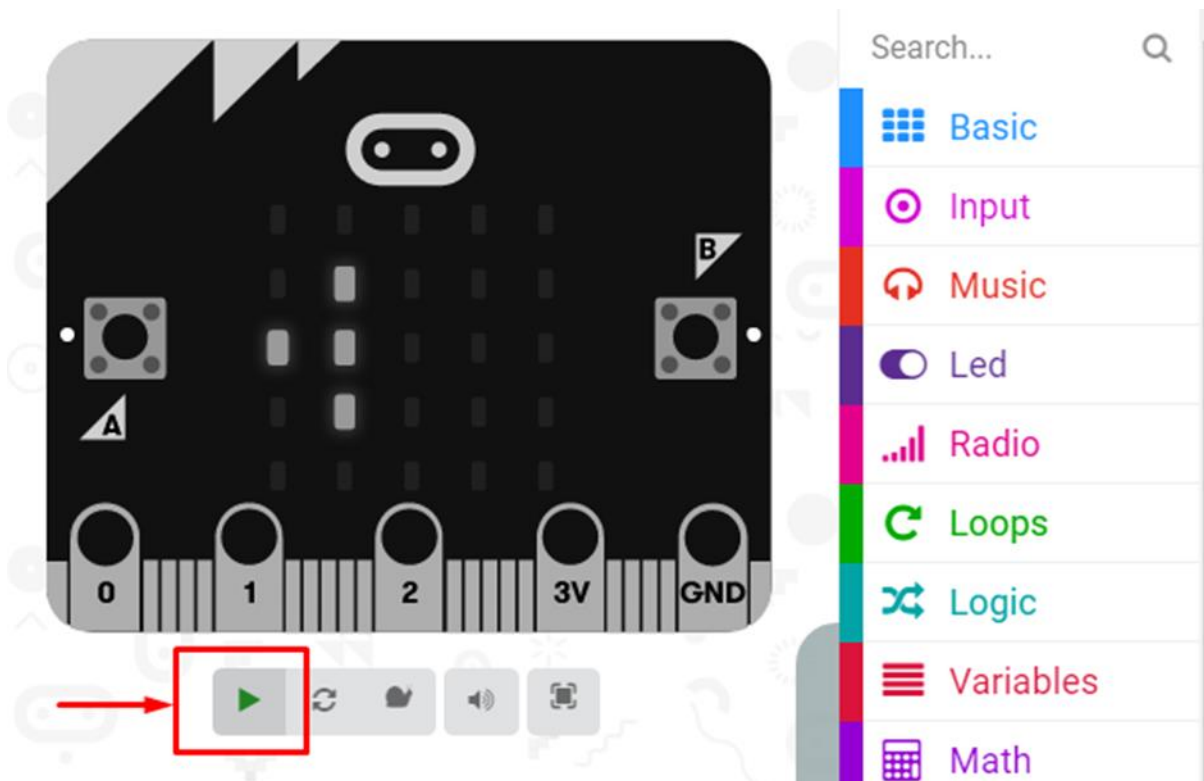 B
A
0 1 2 3V GND
Search...
Basic
Input
Music
Led
Radio
Loops
Logic
Variables
Math